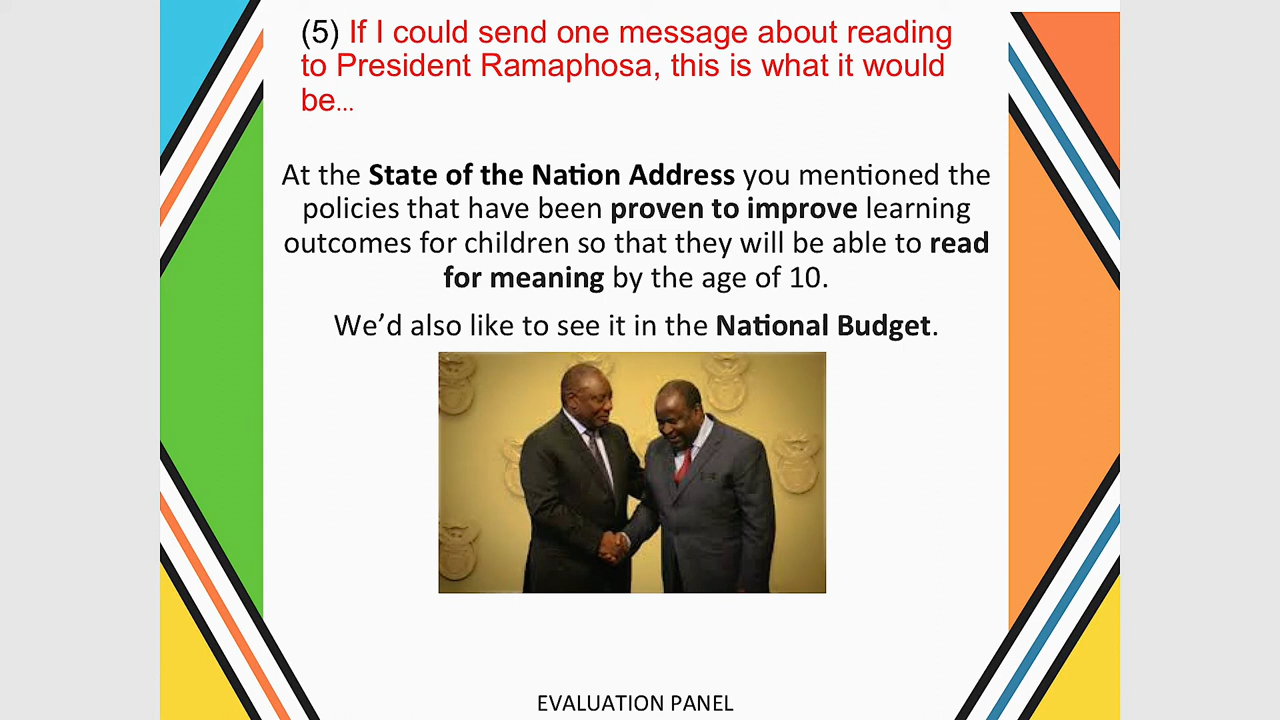 (5) If I could send one message about reading
to President Ramaphosa, this is what it would
be…
At the State of the Nation Address you mentioned the
policies that have been proven to improve learning
outcomes for children so that they will be able to read
for meaning by the age of 10.
We’d also like to see it in the National Budget.
EVALUATION PANEL